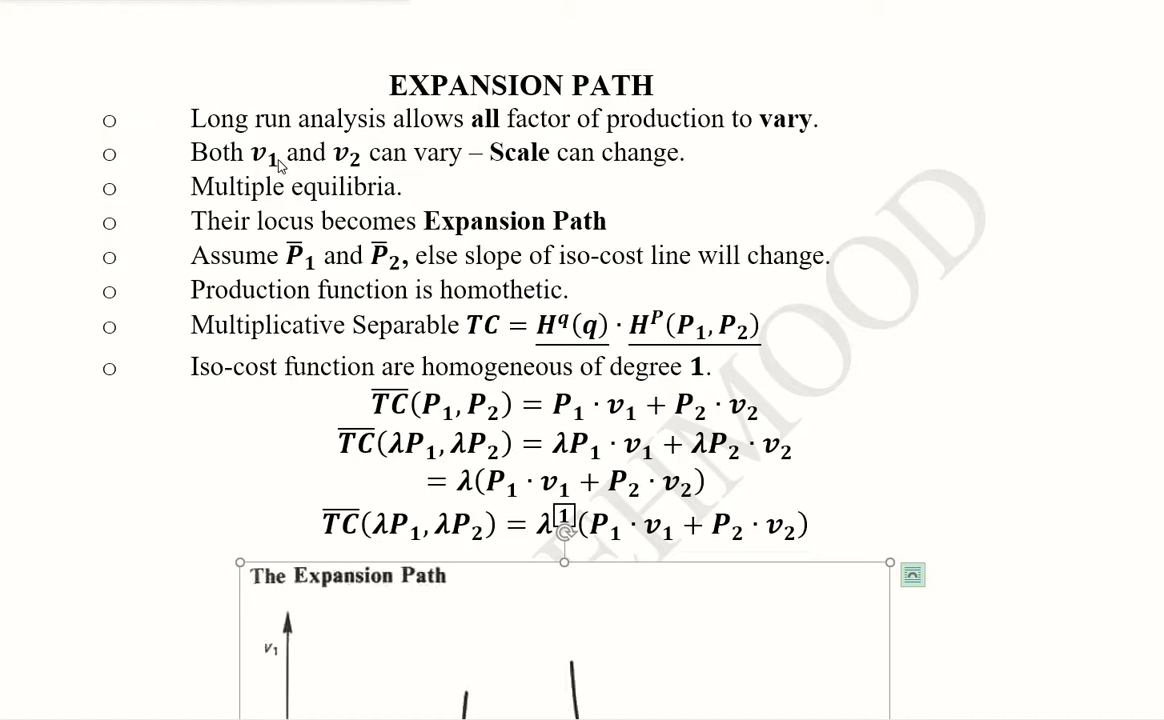 EXPANSION PATH
○ Long run analysis allows all factor of production to vary.
○ Both v₁ and v₂ can vary – Scale can change.
○ Multiple equilibria.
○ Their locus becomes Expansion Path
○ Assume P̅₁ and P̅₂, else slope of iso-cost line will change.
○ Production function is homothetic.
○ Multiplicative Separable TC = H^q(q) · H^P(P₁, P₂)
○ Iso-cost function are homogeneous of degree 1.
T̅C̅(P₁, P₂) = P₁ · v₁ + P₂ · v₂
T̅C̅(λP₁, λP₂) = λP₁ · v₁ + λP₂ · v₂
= λ(P₁ · v₁ + P₂ · v₂)
T̅C̅(λP₁, λP₂) = λ¹(P₁ · v₁ + P₂ · v₂)
The Expansion Path
v₁
EHMOOD